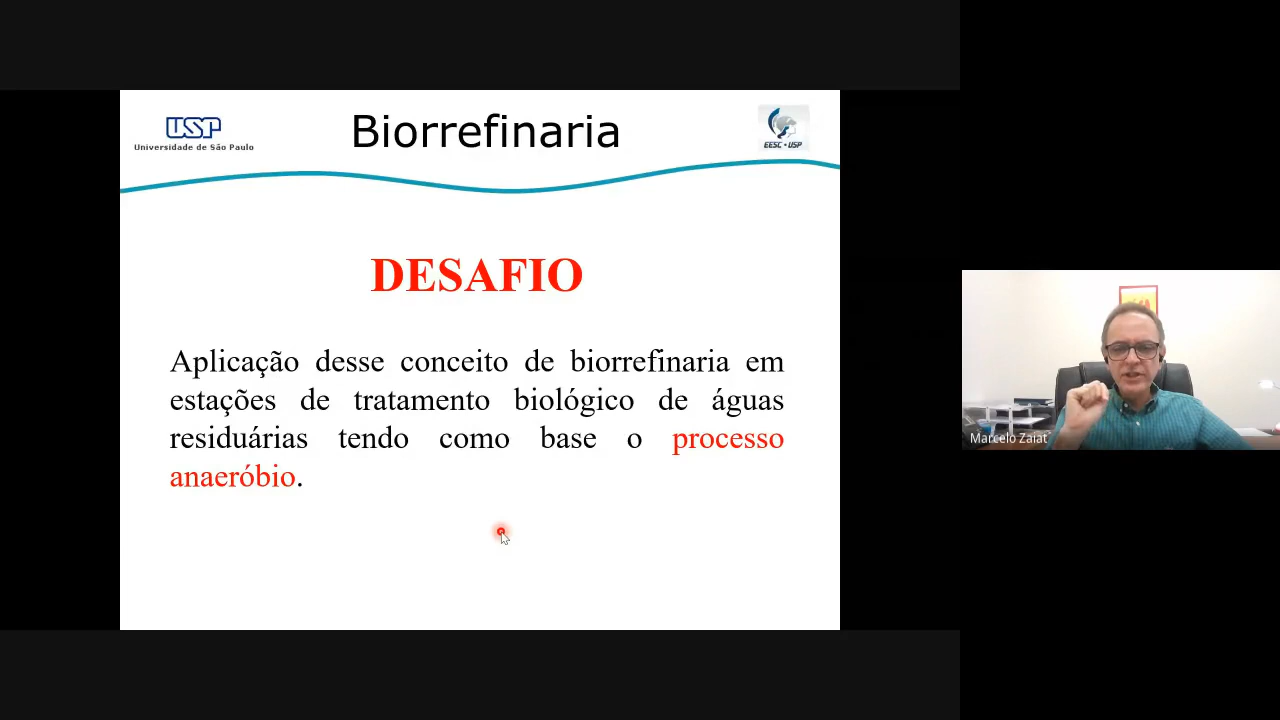 USP
Universidade de São Paulo
Biorrefinaria
EESC • USP
DESAFIO
Aplicação desse conceito de biorrefinaria em
estações de tratamento biológico de águas
residuárias tendo como base o processo
anaeróbio.
Marcelo Zaiat